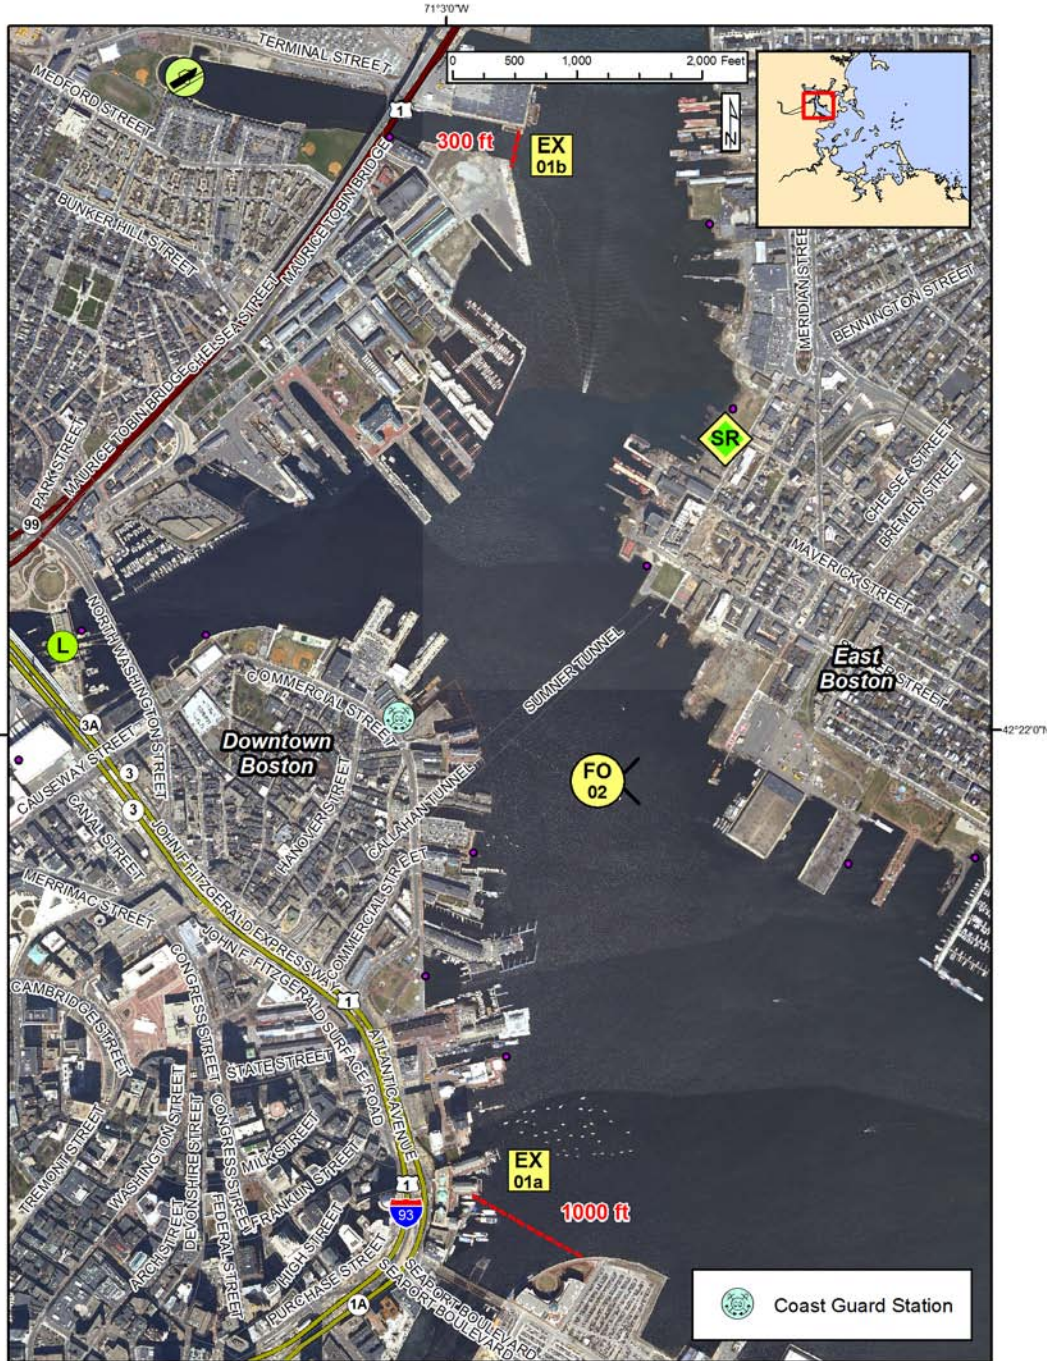 71°3'0"W
TERMINAL STREET
0 500 1,000 2,000 Feet
MEDFORD STREET
1
N
300 ft
EX
01b
MAURICE TOBIN BRIDGE
BUNKER HILL STREET
MERIDIAN STREET
BENNINGTON STREET
CHELSEA STREET
MAURICE TOBIN BRIDGE
SR
PARK STREET
CHELSEA STREET
BREMEN STREET
99
MAVERICK STREET
NORTH WASHINGTON STREET
L
SUMNER TUNNEL
East
Boston
COMMERCIAL STREET
3A
Downtown
Boston
42°22'0"N
CAUSEWAY STREET
3
FO
02
3
CANAL STREET
HANOVER STREET
CALLAHAN TUNNEL
JOHN F FITZGERALD EXPRESSWAY
COMMERCIAL STREET
MERRIMAC STREET
JOHN F. FITZGERALD SURFACE ROAD
CONGRESS STREET
CAMBRIDGE STREET
1
ATLANTIC AVENUE
STATE STREET
TREMONT STREET
WASHINGTON STREET
DEVONSHIRE STREET
CONGRESS STREET
MILK STREET
FRANKLIN STREET
EX
01a
1
93
1000 ft
ARCH STREET
FEDERAL STREET
HIGH STREET
PURCHASE STREET
SEAPORT BOULEVARD
SEAPORT BOULEVARD
1A
Coast Guard Station